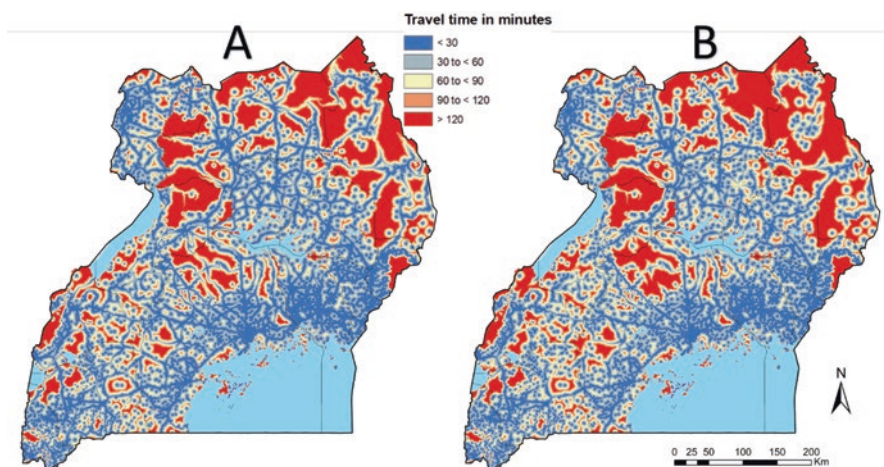 A
Travel time in minutes
< 30
30 to < 60
60 to < 90
90 to < 120
> 120
B
N
0 25 50 100 150 200
Km